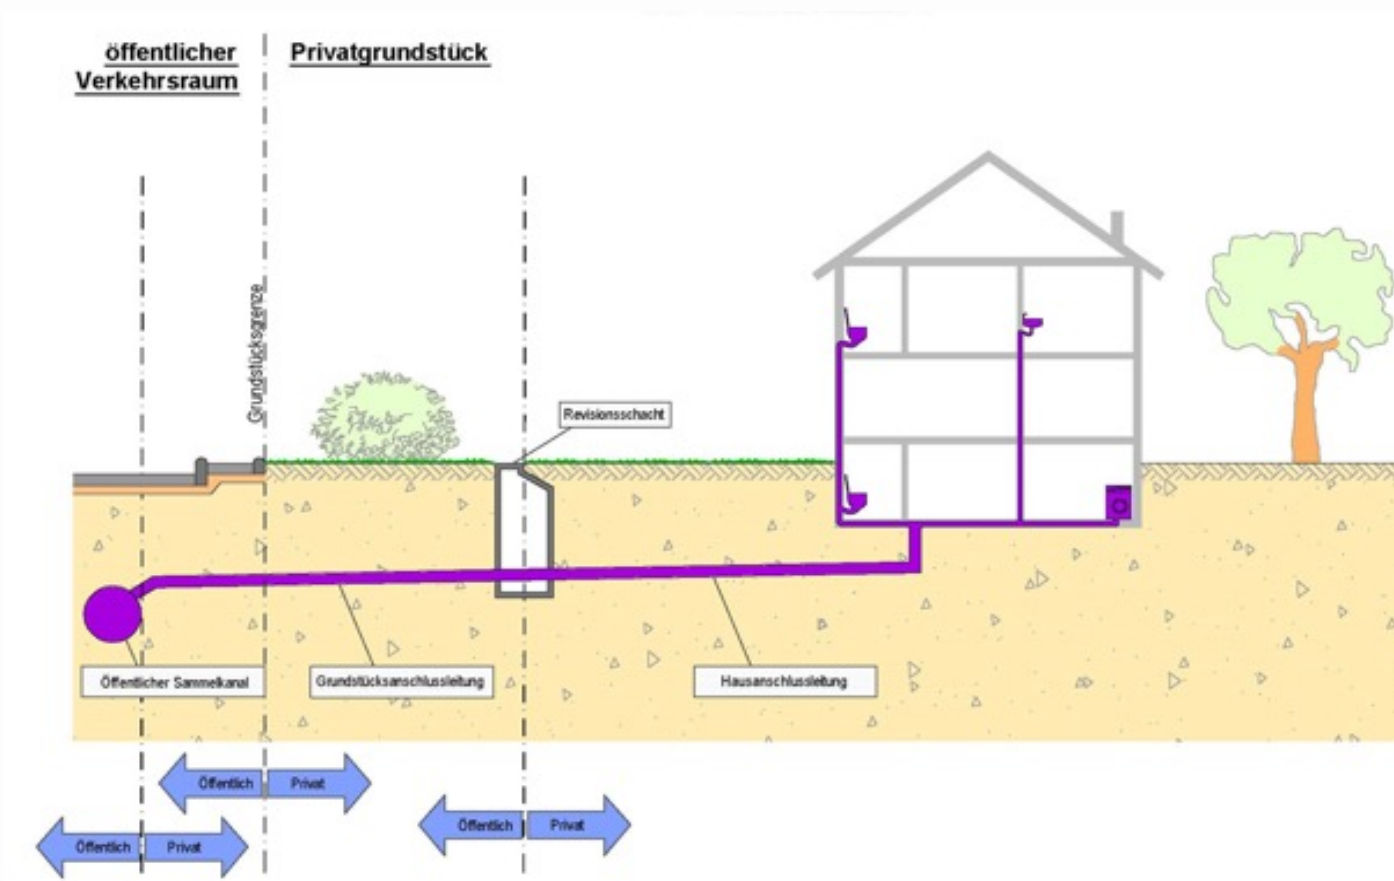 öffentlicher
Verkehrsraum
Privatgrundstück
Grundstücksgrenze
Revisionsschacht
Öffentlicher Sammelkanal
Grundstücksanschlussleitung
Hausanschlussleitung
Öffentlich
Privat
Öffentlich
Privat
Öffentlich
Privat